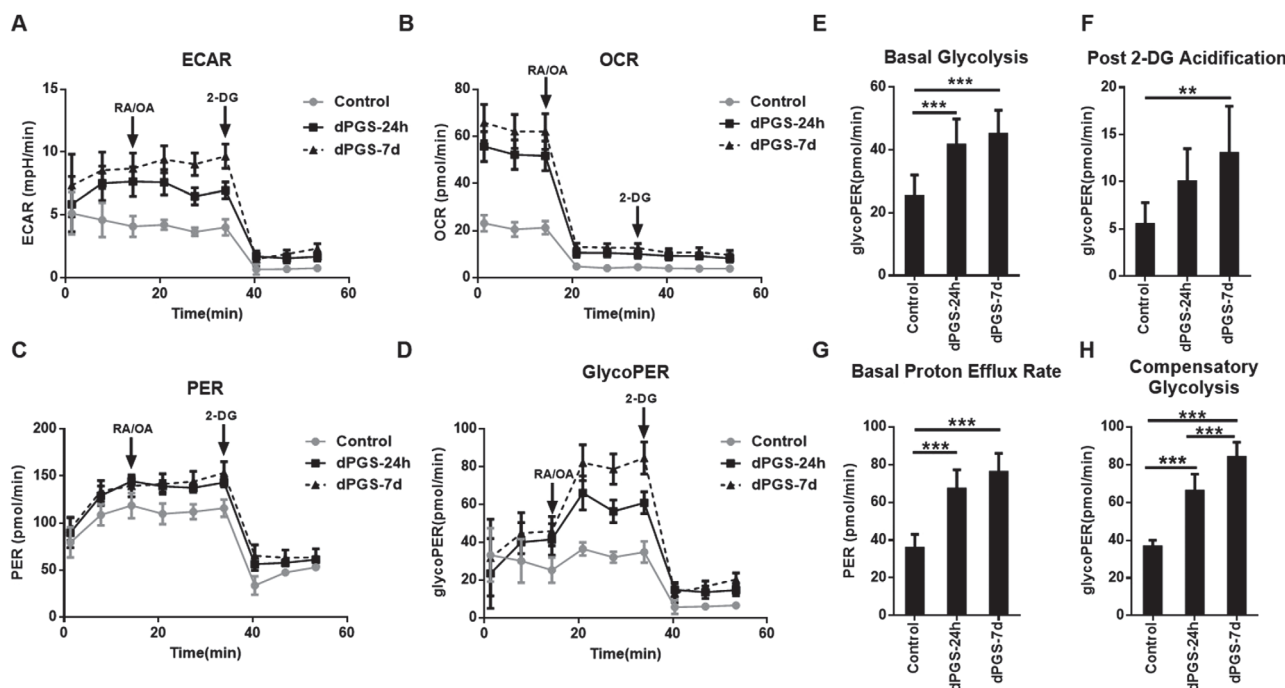 A
ECAR
ECAR (mpH/min)
15
10
5
0
0
20
40
60
Time(min)
RA/OA
2-DG
Control
dPGS-24h
dPGS-7d
B
OCR
OCR (pmol/min)
80
60
40
20
0
0
20
40
60
Time(min)
RA/OA
2-DG
Control
dPGS-24h
dPGS-7d
E
Basal Glycolysis
glycoPER(pmol/min)
60
40
20
0
***
***
Control
dPGS-24h
dPGS-7d
F
Post 2-DG Acidification
glycoPER(pmol/min)
20
15
10
5
0
**
Control
dPGS-24h
dPGS-7d
C
PER
PER (pmol/min)
200
150
100
50
0
0
20
40
60
Time(min)
RA/OA
2-DG
Control
dPGS-24h
dPGS-7d
D
GlycoPER
glycoPER(pmol/min)
100
80
60
40
20
0
0
20
40
60
Time(min)
RA/OA
2-DG
Control
dPGS-24h
dPGS-7d
G
Basal Proton Efflux Rate
PER (pmol/min)
100
80
60
40
20
0
***
***
Control
dPGS-24h
dPGS-7d
H
Compensatory
Glycolysis
glycoPER(pmol/min)
100
80
60
40
20
0
***
***
***
Control
dPGS-24h
dPGS-7d